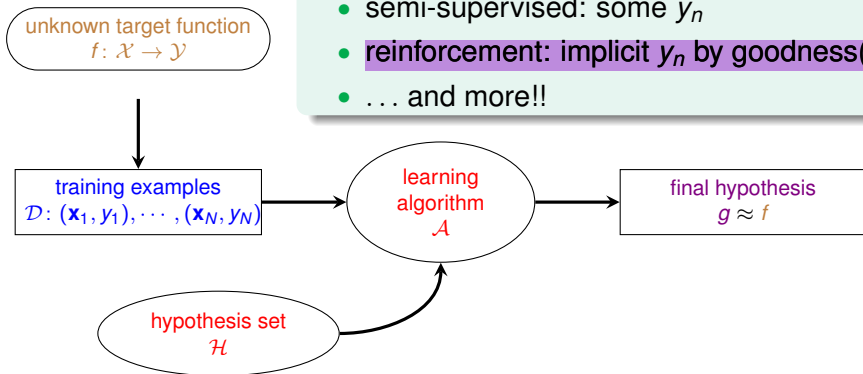 • semi-supervised: some yₙ
• reinforcement: implicit yₙ by goodness(
• ... and more!!
unknown target function
f : 𝒳 → 𝒴
training examples
𝒟 : (x₁, y₁), ··· , (x_N, y_N)
learning
algorithm
𝒜
final hypothesis
g ≈ f
hypothesis set
ℋ